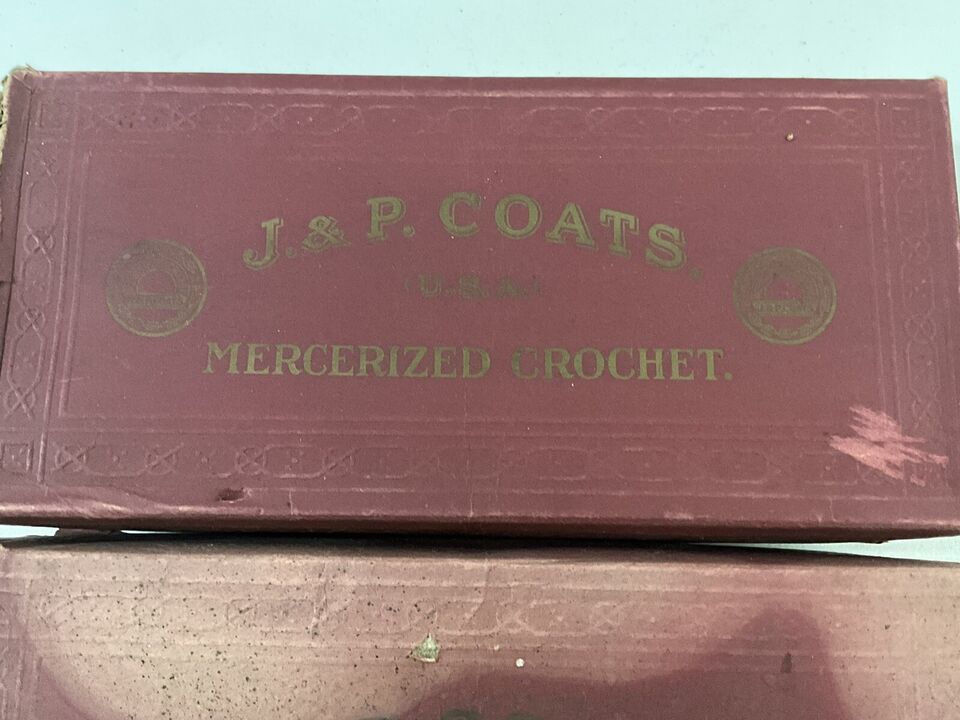 J. & P. COATS.
(U.S.A.)
MERCERIZED CROCHET.